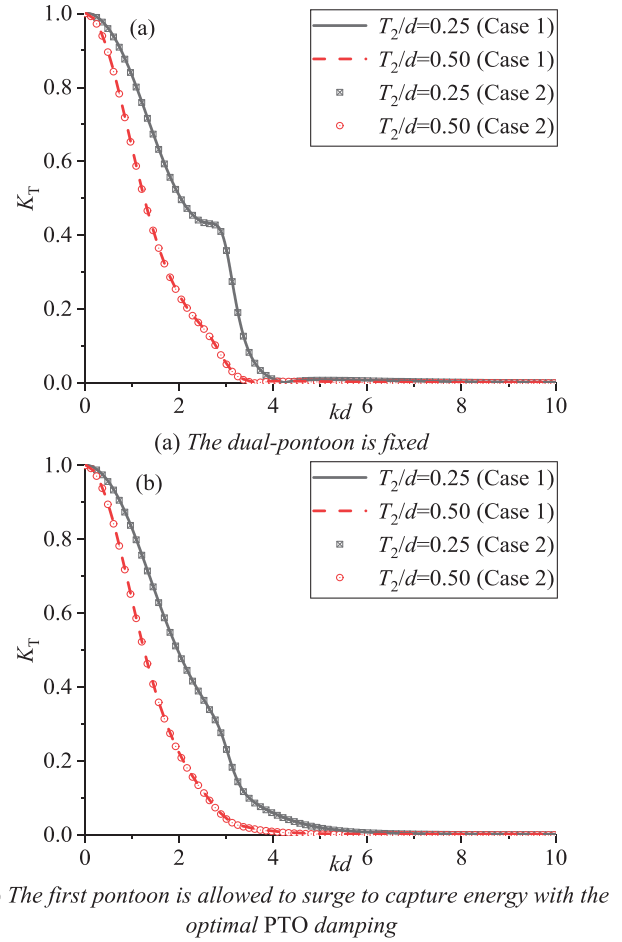 (a)
T₂/d=0.25 (Case 1)
T₂/d=0.50 (Case 1)
T₂/d=0.25 (Case 2)
T₂/d=0.50 (Case 2)
1.0
0.8
0.6
0.4
0.2
0.0
K_T
0 2 4 6 8 10
kd
(a) The dual-pontoon is fixed
(b)
T₂/d=0.25 (Case 1)
T₂/d=0.50 (Case 1)
T₂/d=0.25 (Case 2)
T₂/d=0.50 (Case 2)
1.0
0.8
0.6
0.4
0.2
0.0
K_T
0 2 4 6 8 10
kd
The first pontoon is allowed to surge to capture energy with the
optimal PTO damping